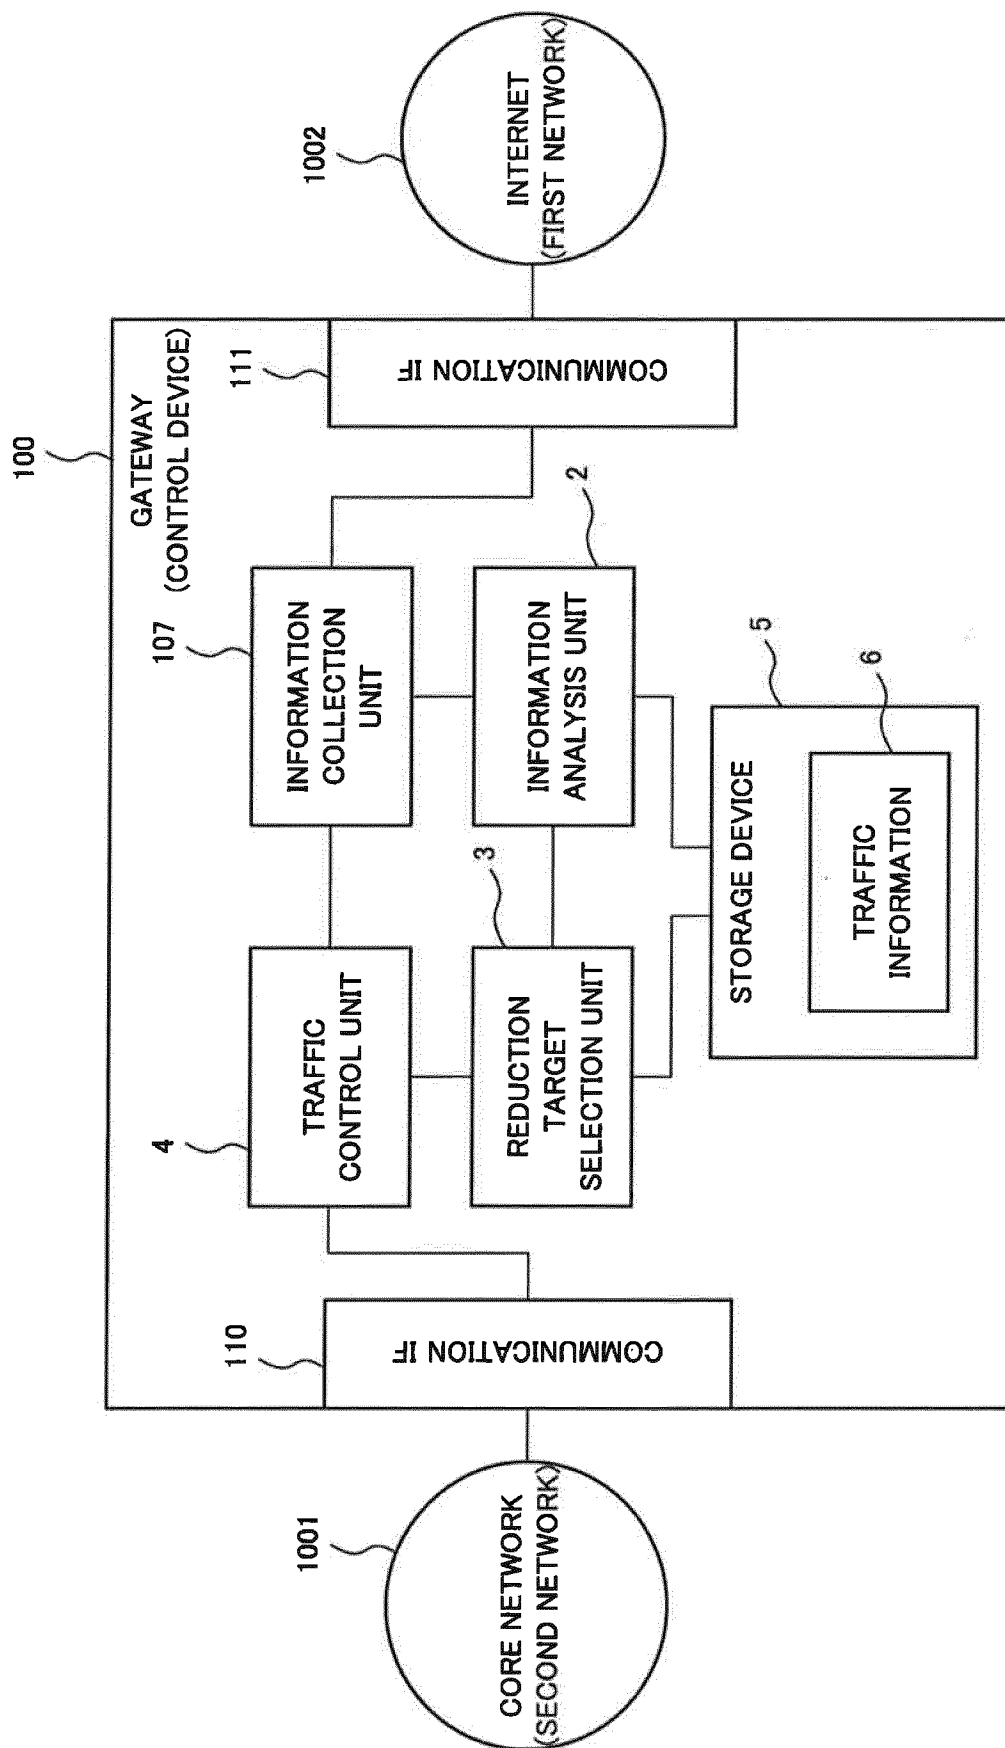 100
GATEWAY
(CONTROL DEVICE)
1001
CORE NETWORK
(SECOND NETWORK)
110
COMMUNICATION IF
4
TRAFFIC
CONTROL UNIT
107
INFORMATION
COLLECTION
UNIT
111
COMMUNICATION IF
1002
INTERNET
(FIRST NETWORK)
3
REDUCTION
TARGET
SELECTION UNIT
2
INFORMATION
ANALYSIS UNIT
5
STORAGE DEVICE
6
TRAFFIC
INFORMATION